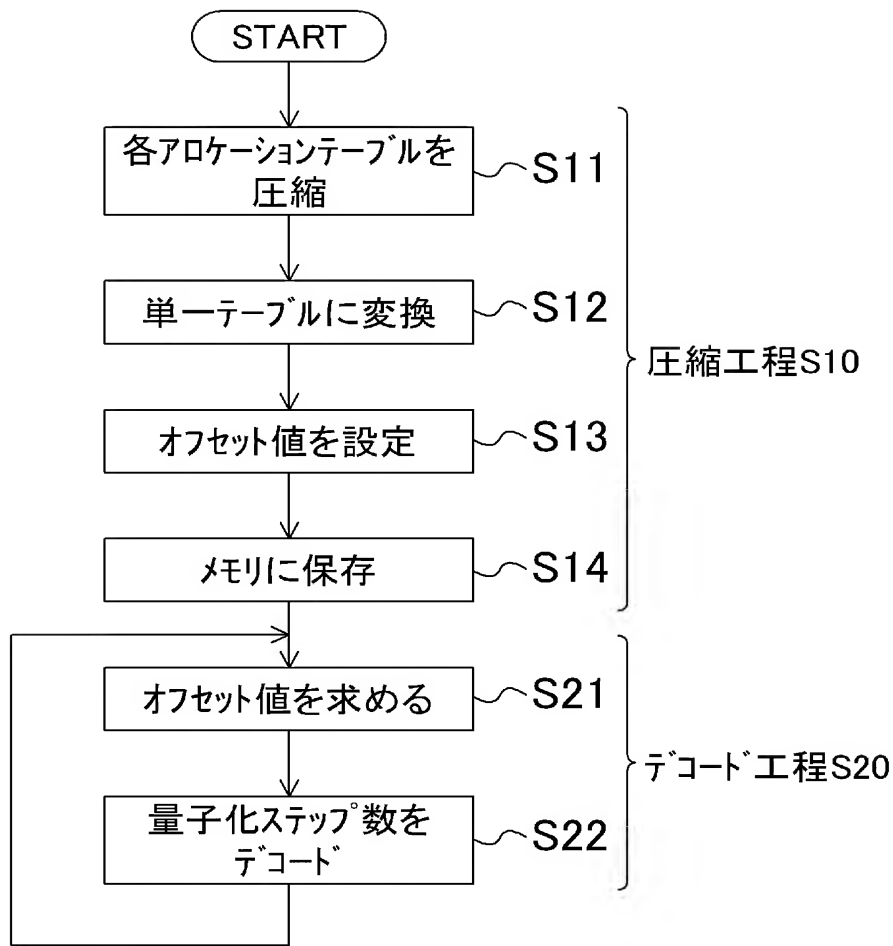 START
各ｱﾛｹｰｼｮﾝﾃｰﾌﾞﾙを
圧縮
S11
単一ﾃｰﾌﾞﾙに変換
S12
圧縮工程S10
ｵﾌｾｯﾄ値を設定
S13
ﾒﾓﾘに保存
S14
ｵﾌｾｯﾄ値を求める
S21
ﾃﾞｺｰﾄﾞ工程S20
量子化ｽﾃｯﾌﾟ数を
ﾃﾞｺｰﾄﾞ
S22